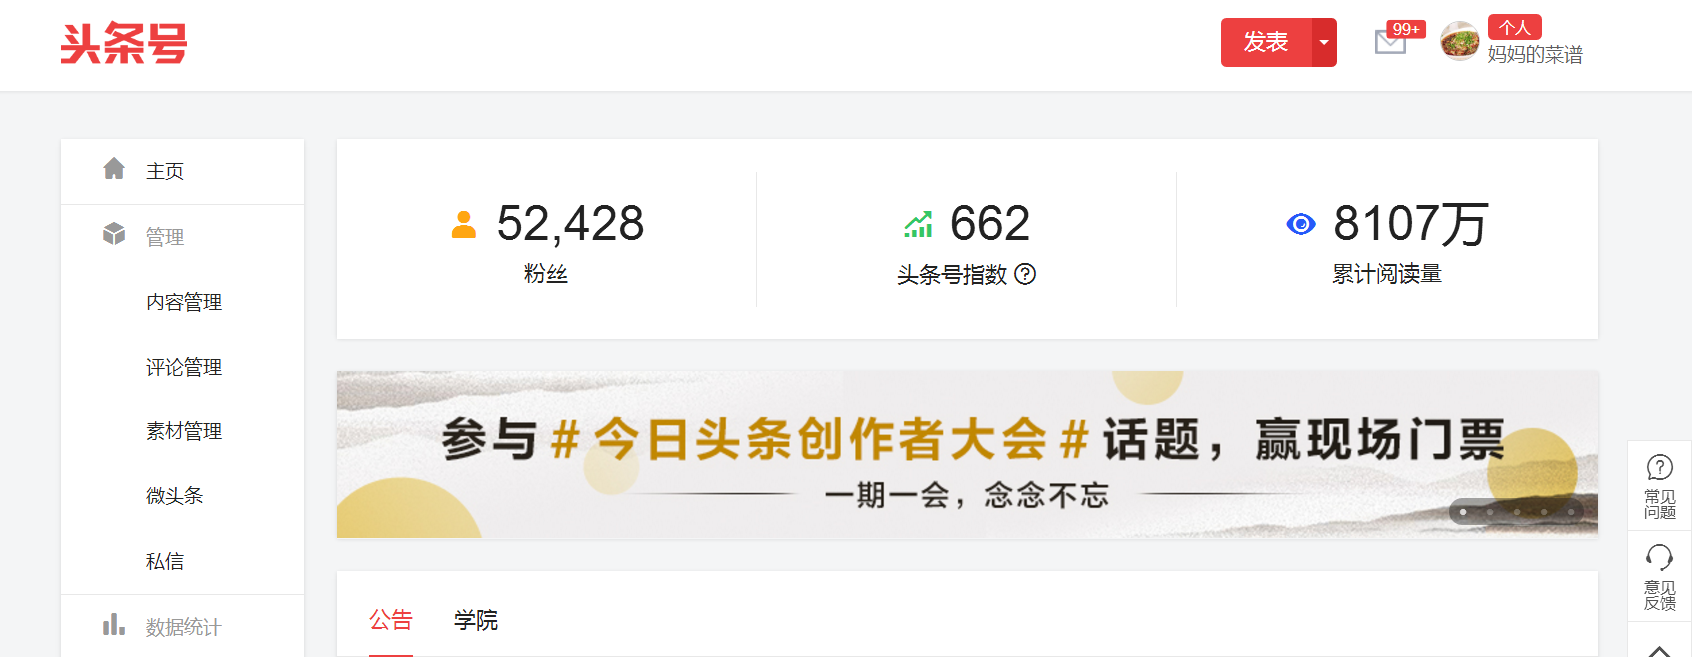 头条号
发表
99+
个人
妈妈的菜谱
主页
管理
内容管理
评论管理
素材管理
微头条
私信
数据统计
52,428
粉丝
662
头条号指数
8107万
累计阅读量
参与#今日头条创作者大会#话题，赢现场门票
一期一会，念念不忘
公告 学院
常见
问题
意见
反馈